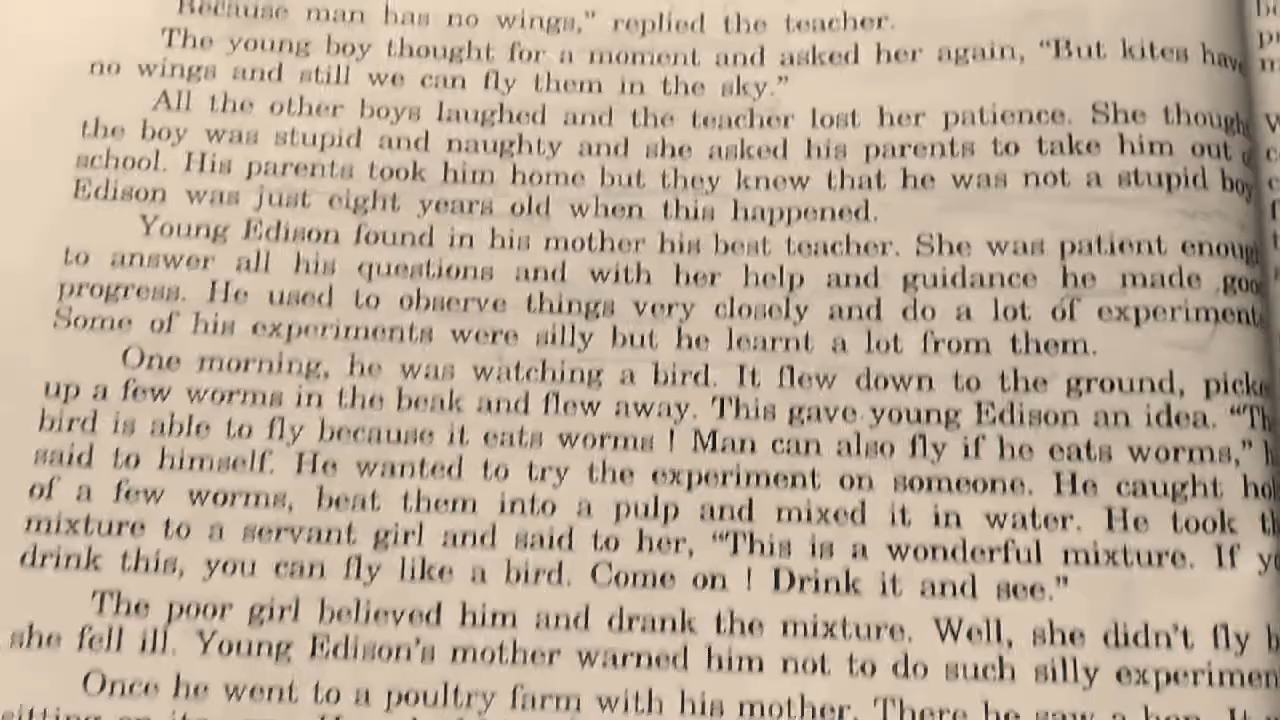 Because man has no wings," replied the teacher.
The young boy thought for a moment and asked her again, "But kites have
no wings and still we can fly them in the sky."
All the other boys laughed and the teacher lost her patience. She thought
the boy was stupid and naughty and she asked his parents to take him out
school. His parents took him home but they knew that he was not a stupid boy
Edison was just eight years old when this happened.
Young Edison found in his mother his best teacher. She was patient enoug
to answer all his questions and with her help and guidance he made goo
progress. He used to observe things very closely and do a lot of experiment
Some of his experiments were silly but he learnt a lot from them.
One morning, he was watching a bird. It flew down to the ground, picke
up a few worms in the beak and flew away. This gave young Edison an idea. "Th
bird is able to fly because it eats worms ! Man can also fly if he eats worms," h
said to himself. He wanted to try the experiment on someone. He caught hol
of a few worms, beat them into a pulp and mixed it in water. He took th
mixture to a servant girl and said to her, "This is a wonderful mixture. If yo
drink this, you can fly like a bird. Come on ! Drink it and see."
The poor girl believed him and drank the mixture. Well, she didn't fly b
she fell ill. Young Edison's mother warned him not to do such silly experimen
Once he went to a poultry farm with his mother. There he saw a hen. It